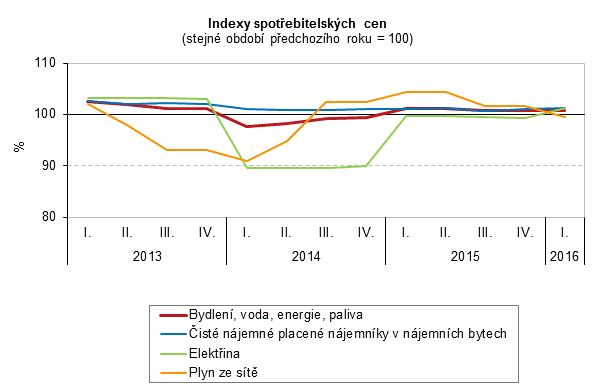 Indexy spotřebitelských cen
(stejné období předchozího roku = 100)
110
100
90
80
%
I. II. III. IV. I. II. III. IV. I. II. III. IV. I.
2013 2014 2015 2016
Bydlení, voda, energie, paliva
Čisté nájemné placené nájemníky v nájemních bytech
Elektřina
Plyn ze sítě